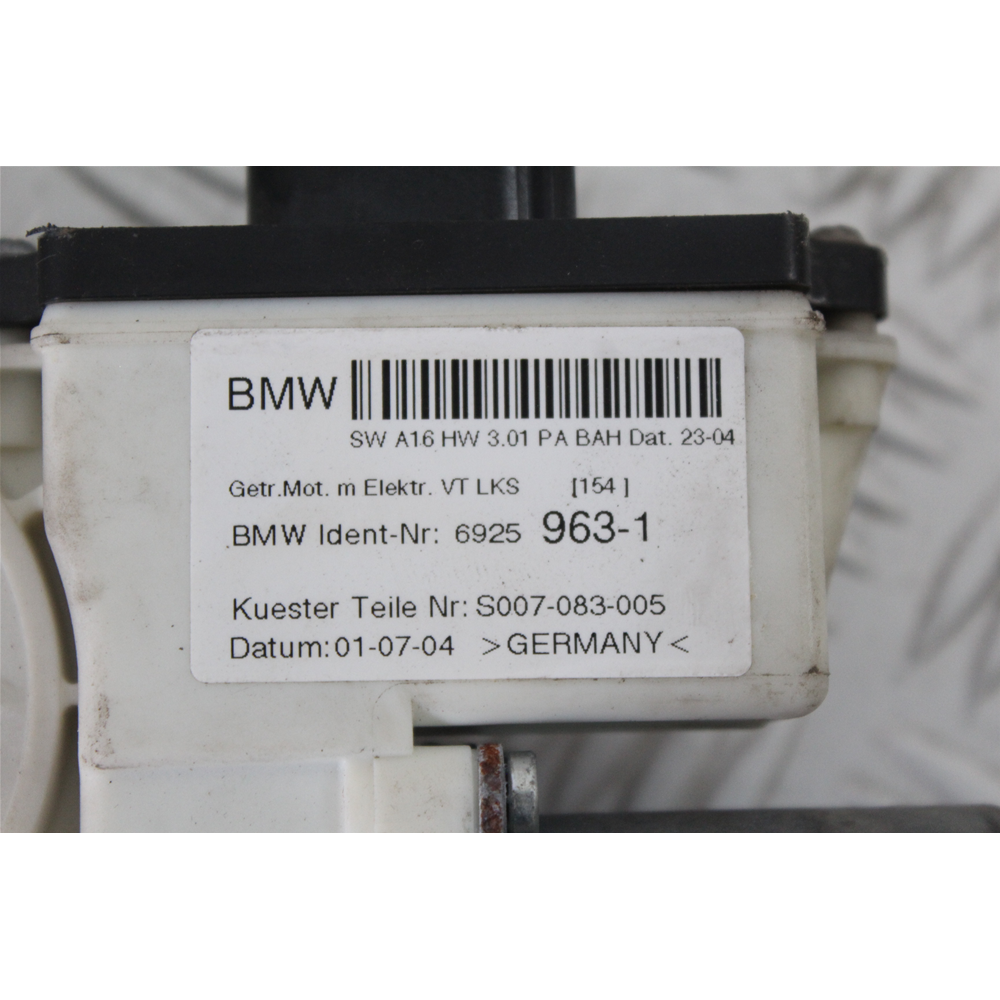 BMW
SW A16 HW 3.01 PA BAH Dat. 23-04
Getr.Mot. m Elektr. VT LKS [154 ]
BMW Ident-Nr: 6925 963-1
Kuester Teile Nr: S007-083-005
Datum: 01-07-04 >GERMANY<